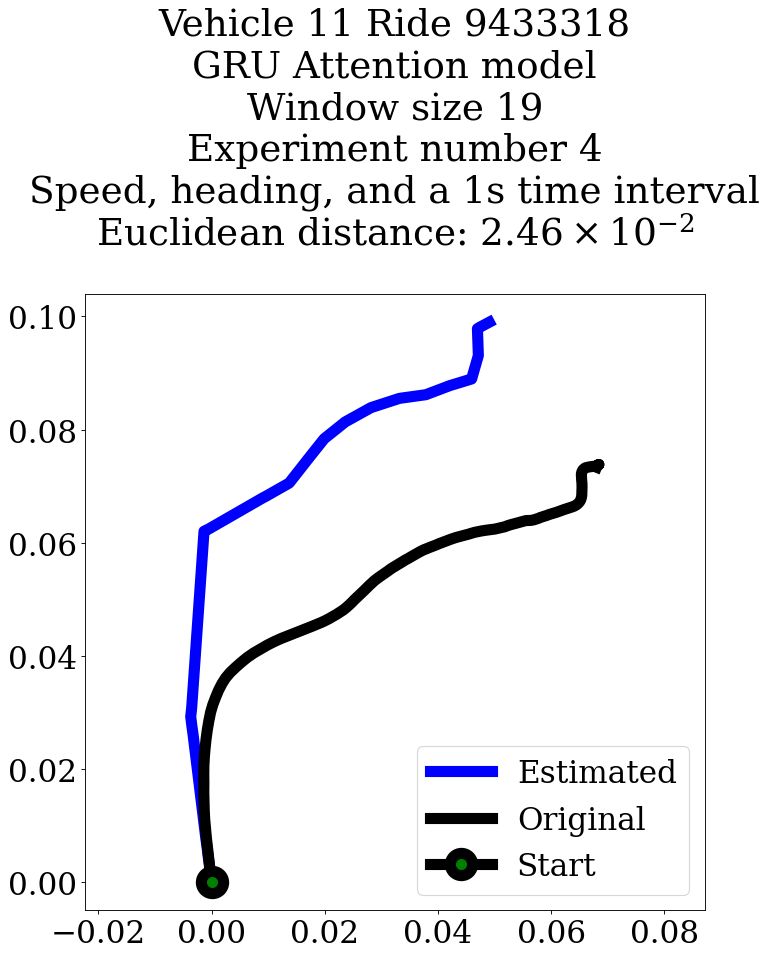 Vehicle 11 Ride 9433318
GRU Attention model
Window size 19
Experiment number 4
Speed, heading, and a 1s time interval
Euclidean distance: 2.46 × 10⁻²
0.10
0.08
0.06
0.04
0.02
0.00
Estimated
Original
Start
−0.02 0.00 0.02 0.04 0.06 0.08